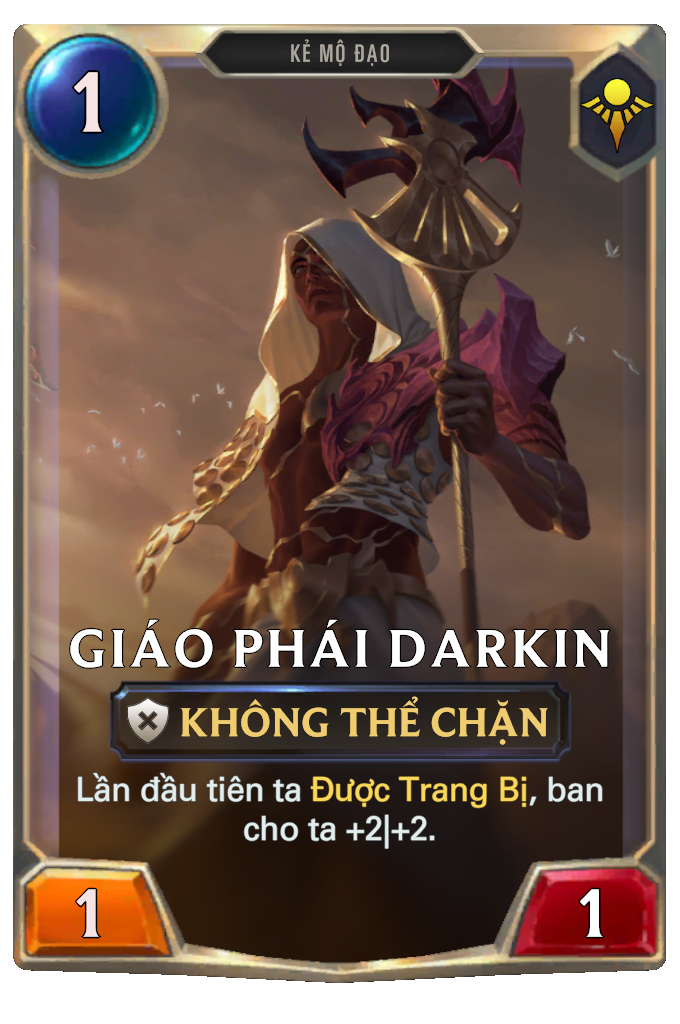 1
KẺ MỘ ĐẠO
GIÁO PHÁI DARKIN
KHÔNG THỂ CHẶN
Lần đầu tiên ta Được Trang Bị, ban
cho ta +2|+2.
1
1